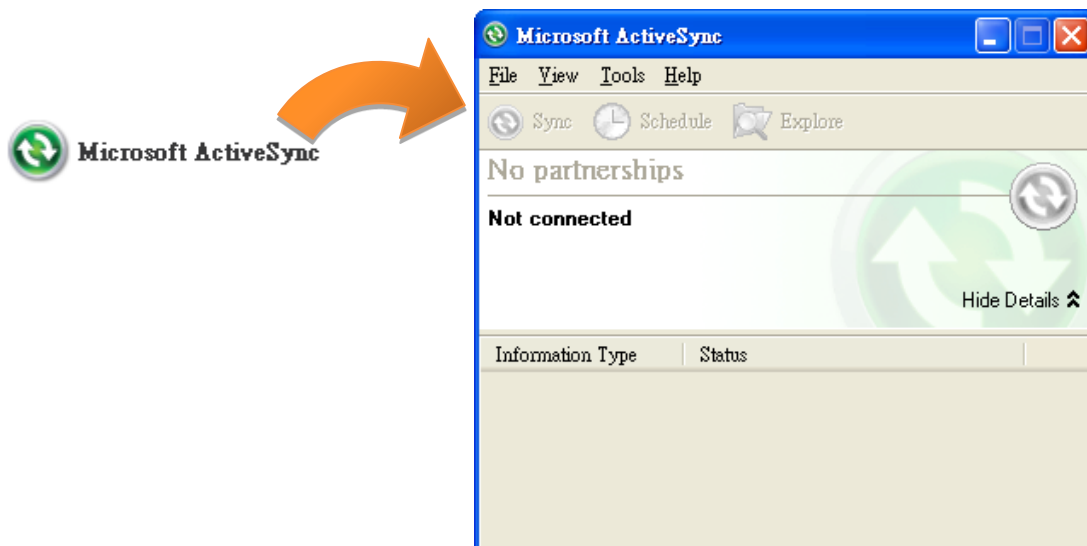 Microsoft ActiveSync
Microsoft ActiveSync
File View Tools Help
Sync Schedule Explore
No partnerships
Not connected
Hide Details
Information Type Status